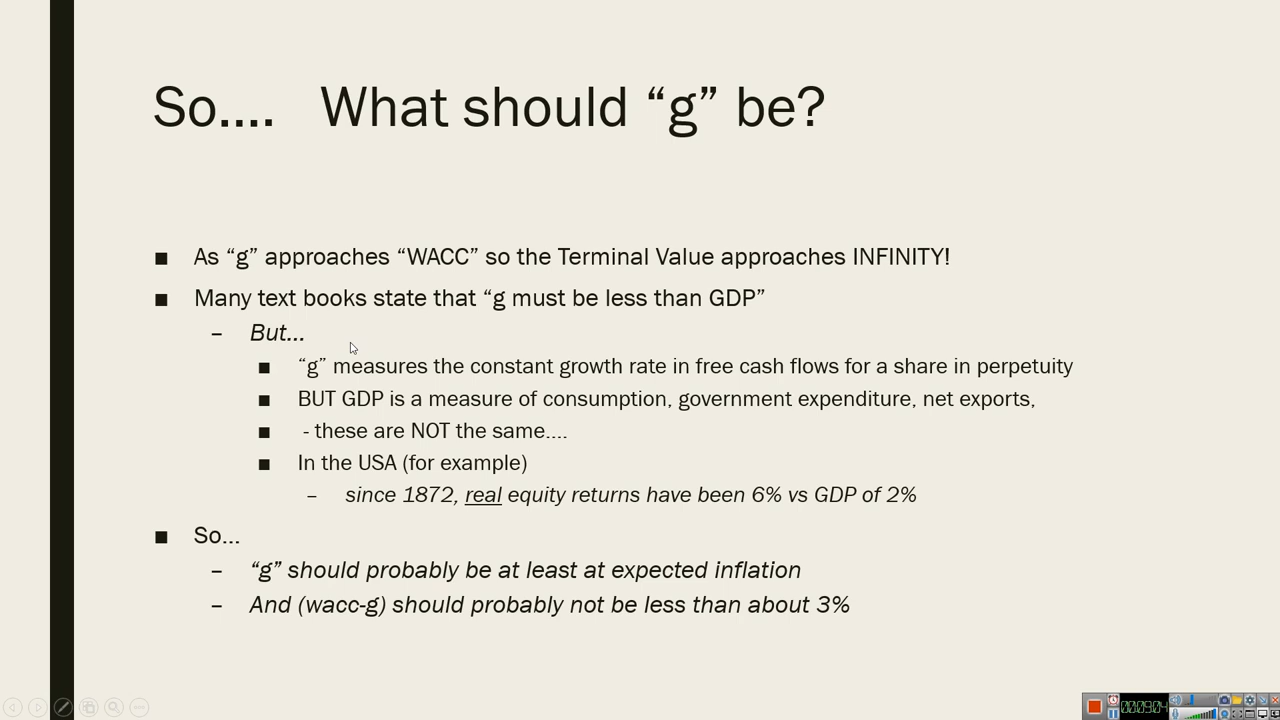 So.... What should “g” be?
■ As “g” approaches “WACC” so the Terminal Value approaches INFINITY!
■ Many text books state that “g must be less than GDP”
– But...
■ “g” measures the constant growth rate in free cash flows for a share in perpetuity
■ BUT GDP is a measure of consumption, government expenditure, net exports,
■ - these are NOT the same....
■ In the USA (for example)
– since 1872, real equity returns have been 6% vs GDP of 2%
■ So...
– “g” should probably be at least at expected inflation
– And (wacc-g) should probably not be less than about 3%
000904